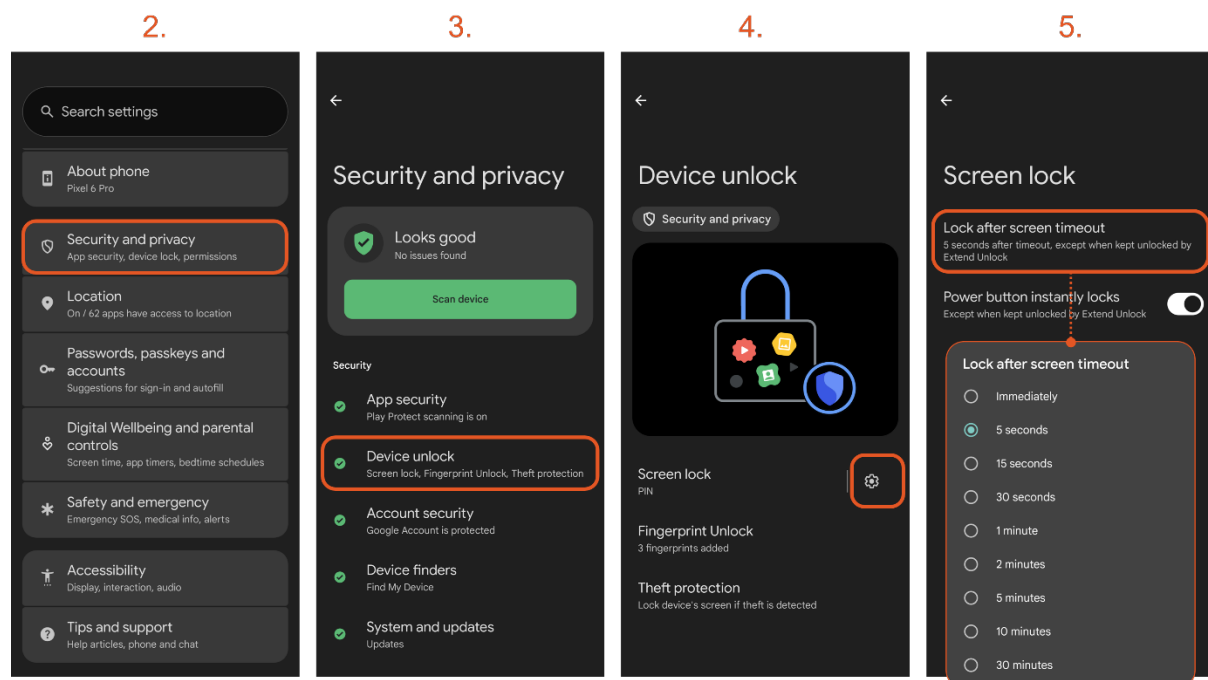 2.
3.
4.
5.
Search settings
About phone
Pixel 6 Pro
Security and privacy
App security, device lock, permissions
Location
On / 62 apps have access to location
Passwords, passkeys and
accounts
Suggestions for sign-in and autofill
Digital Wellbeing and parental
controls
Screen time, app timers, bedtime schedules
Safety and emergency
Emergency SOS, medical info, alerts
Accessibility
Display, interaction, audio
Tips and support
Help articles, phone and chat
Security and privacy
Looks good
No issues found
Scan device
Security
App security
Play Protect scanning is on
Device unlock
Screen lock, Fingerprint Unlock, Theft protection
Account security
Google Account is protected
Device finders
Find My Device
System and updates
Updates
Device unlock
Security and privacy
Screen lock
PIN
Fingerprint Unlock
3 fingerprints added
Theft protection
Lock device's screen if theft is detected
Screen lock
Lock after screen timeout
5 seconds after timeout, except when kept unlocked by
Extend Unlock
Power button instantly locks
Except when kept unlocked by Extend Unlock
Lock after screen timeout
Immediately
5 seconds
15 seconds
30 seconds
1 minute
2 minutes
5 minutes
10 minutes
30 minutes